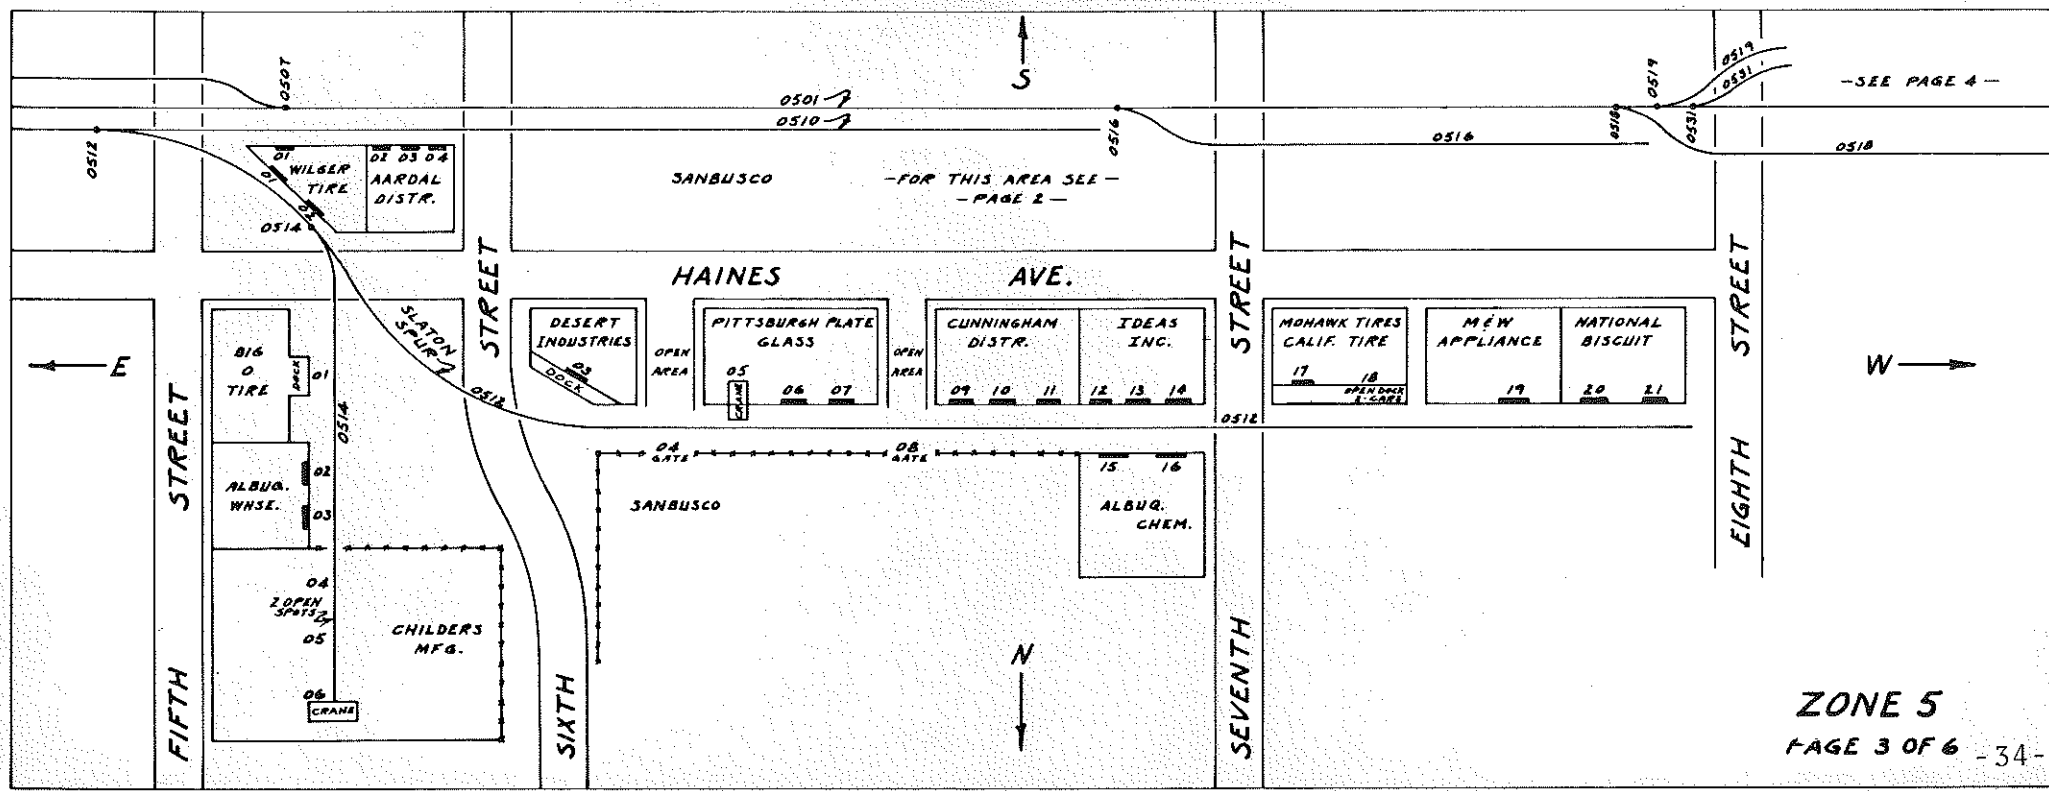 S
0507
0501
0510
0512
0516
0516
0518
0519
0519
0531
0531
-SEE PAGE 4-
0518
01
01
02
WILGER
TIRE
02 03 04
AARDAL
DISTR.
0514
SANBUSCO
-FOR THIS AREA SEE-
-PAGE 2-
HAINES AVE.
E
W
N
FIFTH STREET
SIXTH STREET
SEVENTH STREET
EIGHTH STREET
SLATON
SPUR
0512
0512
BIG
O
TIRE
DOCK
01
0514
ALBUQ.
WHSE.
02
03
04
2 OPEN
SPOTS
05
06
CRANE
CHILDERS
MFG.
DESERT
INDUSTRIES
03
DOCK
OPEN
AREA
PITTSBURGH PLATE
GLASS
05
CRANE
06
07
OPEN
AREA
CUNNINGHAM
DISTR.
09 10 11
IDEAS
INC.
12 13 14
MOHAWK TIRES
CALIF. TIRE
17
18
OPEN DOCK
2-CARS
M&W
APPLIANCE
19
NATIONAL
BISCUIT
20 21
04
GATE
08
GATE
SANBUSCO
15 16
ALBUQ.
CHEM.
ZONE 5
PAGE 3 OF 6
-34-